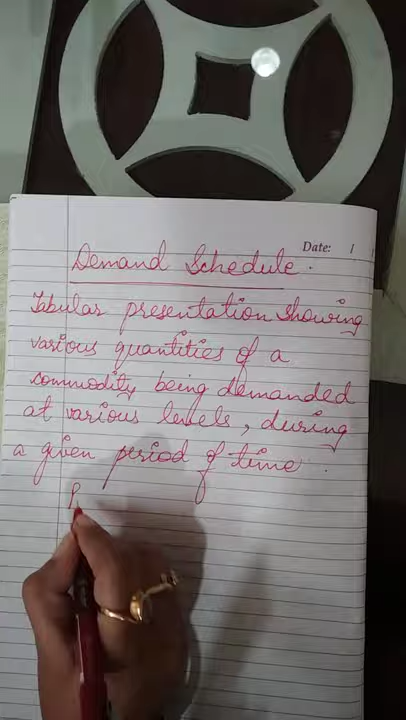 Date: / /
Demand Schedule.
Tabular presentation showing
various quantities of a
commodity being demanded
at various levels, during
a given period of time.
P